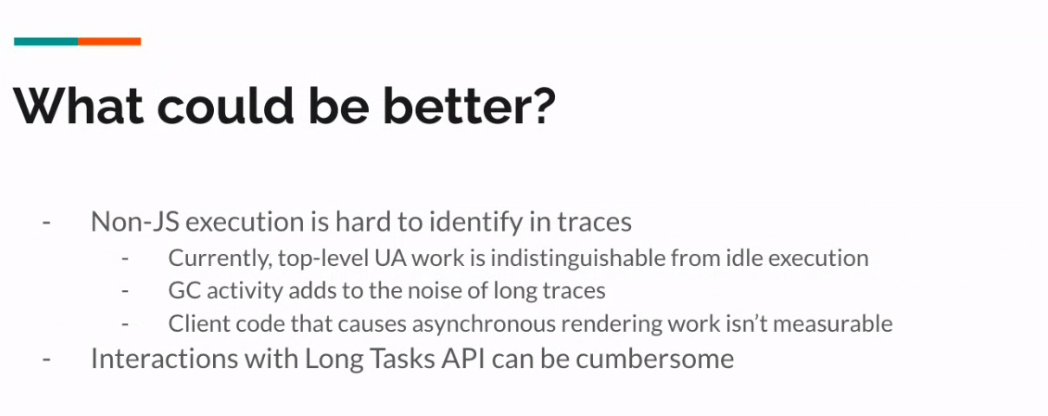 What could be better?
- Non-JS execution is hard to identify in traces
- Currently, top-level UA work is indistinguishable from idle execution
- GC activity adds to the noise of long traces
- Client code that causes asynchronous rendering work isn’t measurable
- Interactions with Long Tasks API can be cumbersome